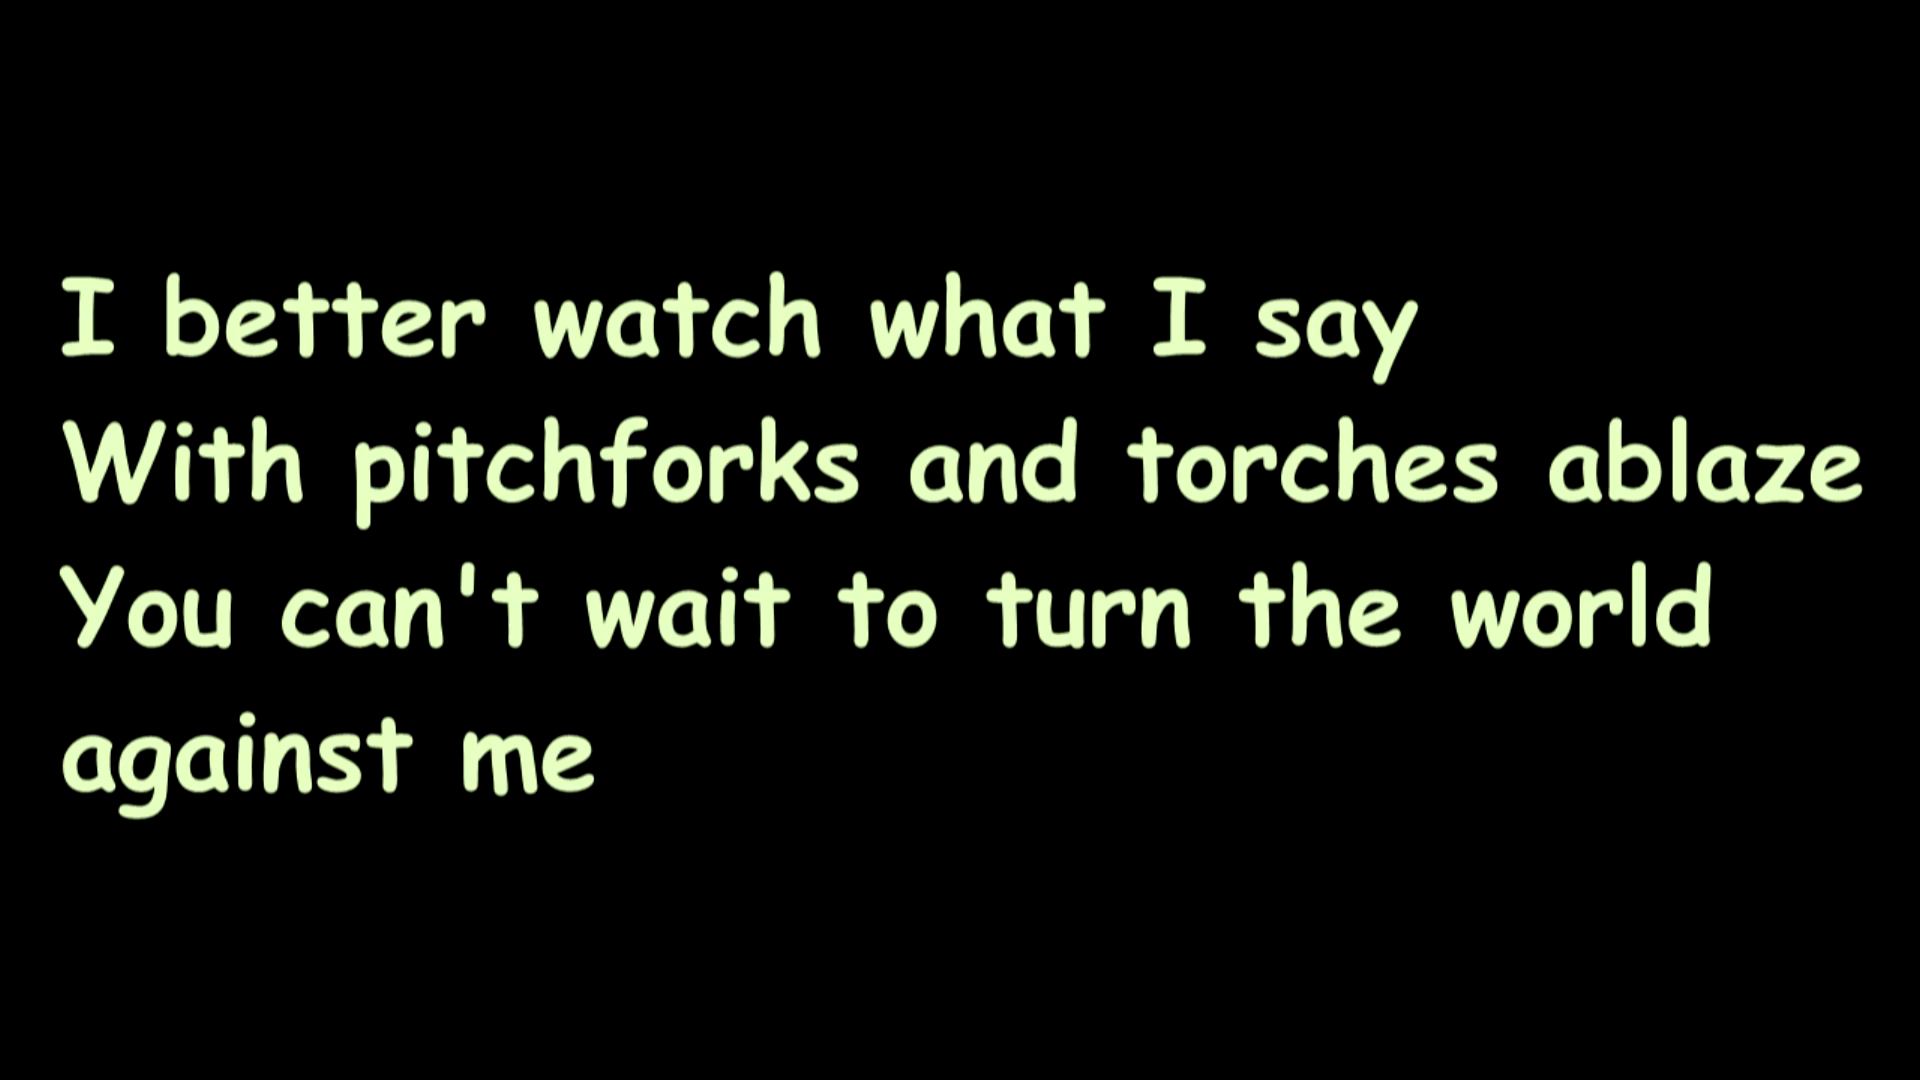 I better watch what I say
With pitchforks and torches ablaze
You can't wait to turn the world
against me